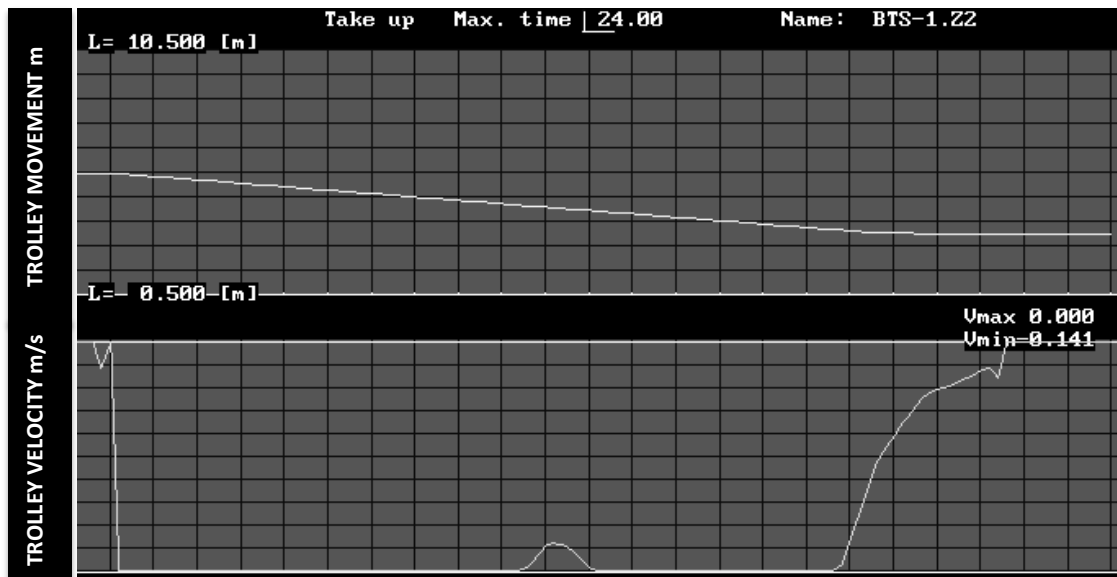 Take up Max. time 24.00 Name: BTS-1.Z2
L= 10.500 [m]
TROLLEY MOVEMENT m
L= 0.500 [m]
Vmax 0.000
Vmin-0.141
TROLLEY VELOCITY m/s